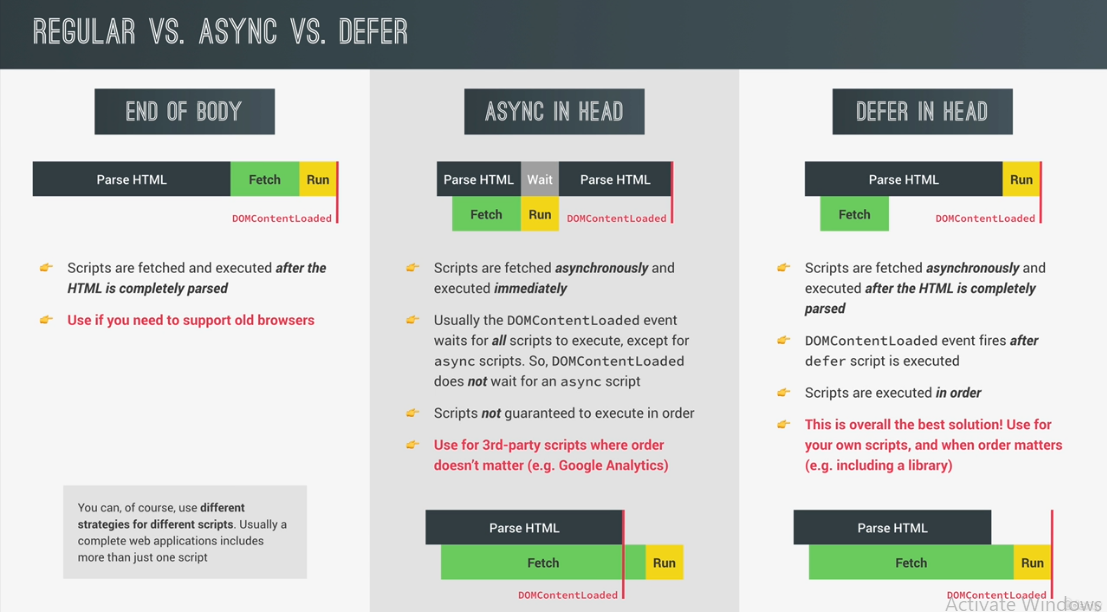 REGULAR VS. ASYNC VS. DEFER
END OF BODY
Parse HTML
Fetch
Run
DOMContentLoaded
Scripts are fetched and executed after the
HTML is completely parsed
Use if you need to support old browsers
You can, of course, use different
strategies for different scripts. Usually a
complete web applications includes
more than just one script
ASYNC IN HEAD
Parse HTML
Wait
Parse HTML
Fetch
Run
DOMContentLoaded
Scripts are fetched asynchronously and
executed immediately
Usually the DOMContentLoaded event
waits for all scripts to execute, except for
async scripts. So, DOMContentLoaded
does not wait for an async script
Scripts not guaranteed to execute in order
Use for 3rd-party scripts where order
doesn't matter (e.g. Google Analytics)
Parse HTML
Fetch
Run
DOMContentLoaded
DEFER IN HEAD
Parse HTML
Run
Fetch
DOMContentLoaded
Scripts are fetched asynchronously and
executed after the HTML is completely
parsed
DOMContentLoaded event fires after
defer script is executed
Scripts are executed in order
This is overall the best solution! Use for
your own scripts, and when order matters
(e.g. including a library)
Parse HTML
Fetch
Run
DOMContentLoaded
Activate Windows